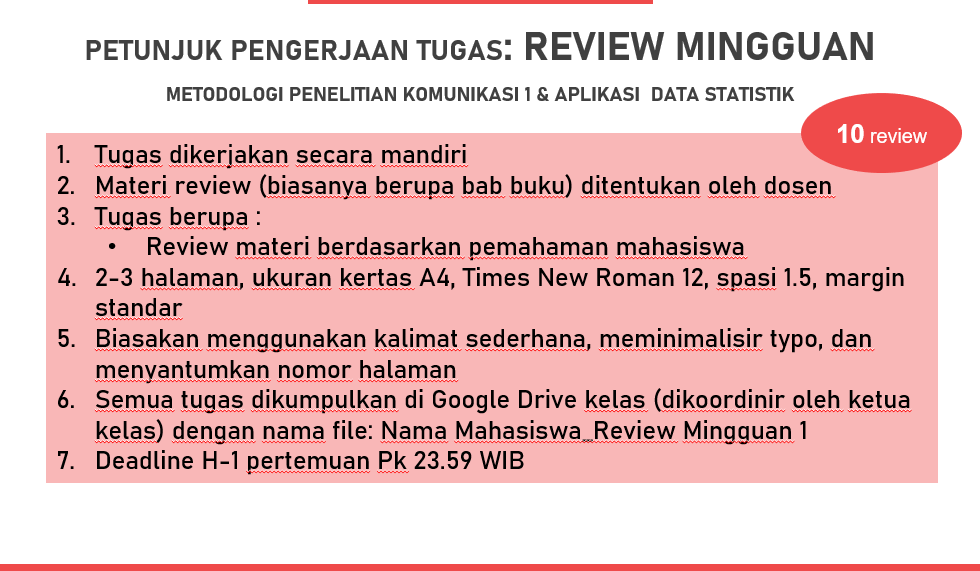 PETUNJUK PENGERJAAN TUGAS: REVIEW MINGGUAN
METODOLOGI PENELITIAN KOMUNIKASI 1 & APLIKASI DATA STATISTIK
10 review
1. Tugas dikerjakan secara mandiri
2. Materi review (biasanya berupa bab buku) ditentukan oleh dosen
3. Tugas berupa :
• Review materi berdasarkan pemahaman mahasiswa
4. 2-3 halaman, ukuran kertas A4, Times New Roman 12, spasi 1.5, margin
standar
5. Biasakan menggunakan kalimat sederhana, meminimalisir typo, dan
menyantumkan nomor halaman
6. Semua tugas dikumpulkan di Google Drive kelas (dikoordinir oleh ketua
kelas) dengan nama file: Nama Mahasiswa_Review Mingguan 1
7. Deadline H-1 pertemuan Pk 23.59 WIB